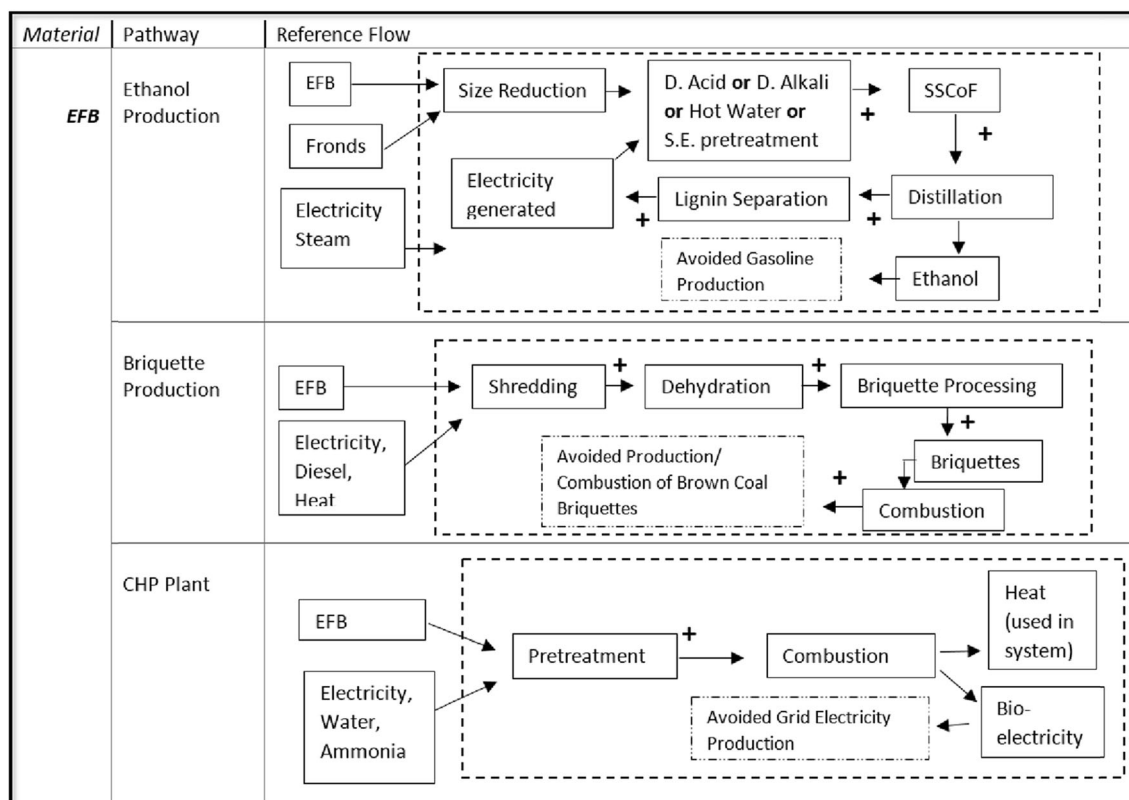 Material Pathway Reference Flow
EFB
Ethanol
Production
EFB
Fronds
Electricity
Steam
Size Reduction
D. Acid or D. Alkali
or Hot Water or
S.E. pretreatment
+
SSCoF
+
Electricity
generated
+
Lignin Separation
+
Distillation
Avoided Gasoline
Production
Ethanol
Briquette
Production
EFB
Electricity,
Diesel,
Heat
Shredding
+
Dehydration
+
Briquette Processing
+
Avoided Production/
Combustion of Brown Coal
Briquettes
+
Briquettes
Combustion
CHP Plant
EFB
Electricity,
Water,
Ammonia
Pretreatment
+
Combustion
Heat
(used in
system)
Avoided Grid Electricity
Production
Bio-
electricity